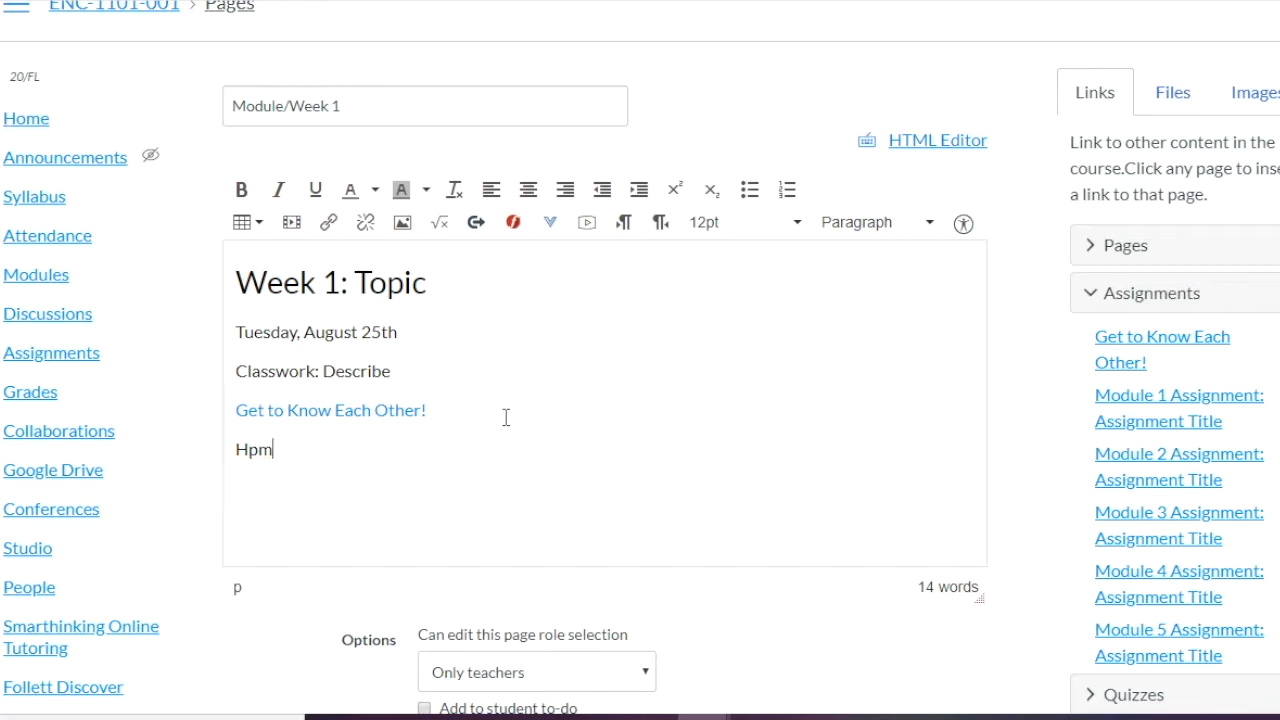 ENC-1101-001 > Pages
20/FL
Home
Announcements
Syllabus
Attendance
Modules
Discussions
Assignments
Grades
Collaborations
Google Drive
Conferences
Studio
People
Smarthinking Online
Tutoring
Follett Discover
Module/Week 1
HTML Editor
12pt
Paragraph
Week 1: Topic
Tuesday, August 25th
Classwork: Describe
Get to Know Each Other!
Hpm
p
14 words
Options
Can edit this page role selection
Only teachers
Add to student to-do
Links
Files
Images
Link to other content in the
course.Click any page to inse
a link to that page.
Pages
Assignments
Get to Know Each
Other!
Module 1 Assignment:
Assignment Title
Module 2 Assignment:
Assignment Title
Module 3 Assignment:
Assignment Title
Module 4 Assignment:
Assignment Title
Module 5 Assignment:
Assignment Title
Quizzes